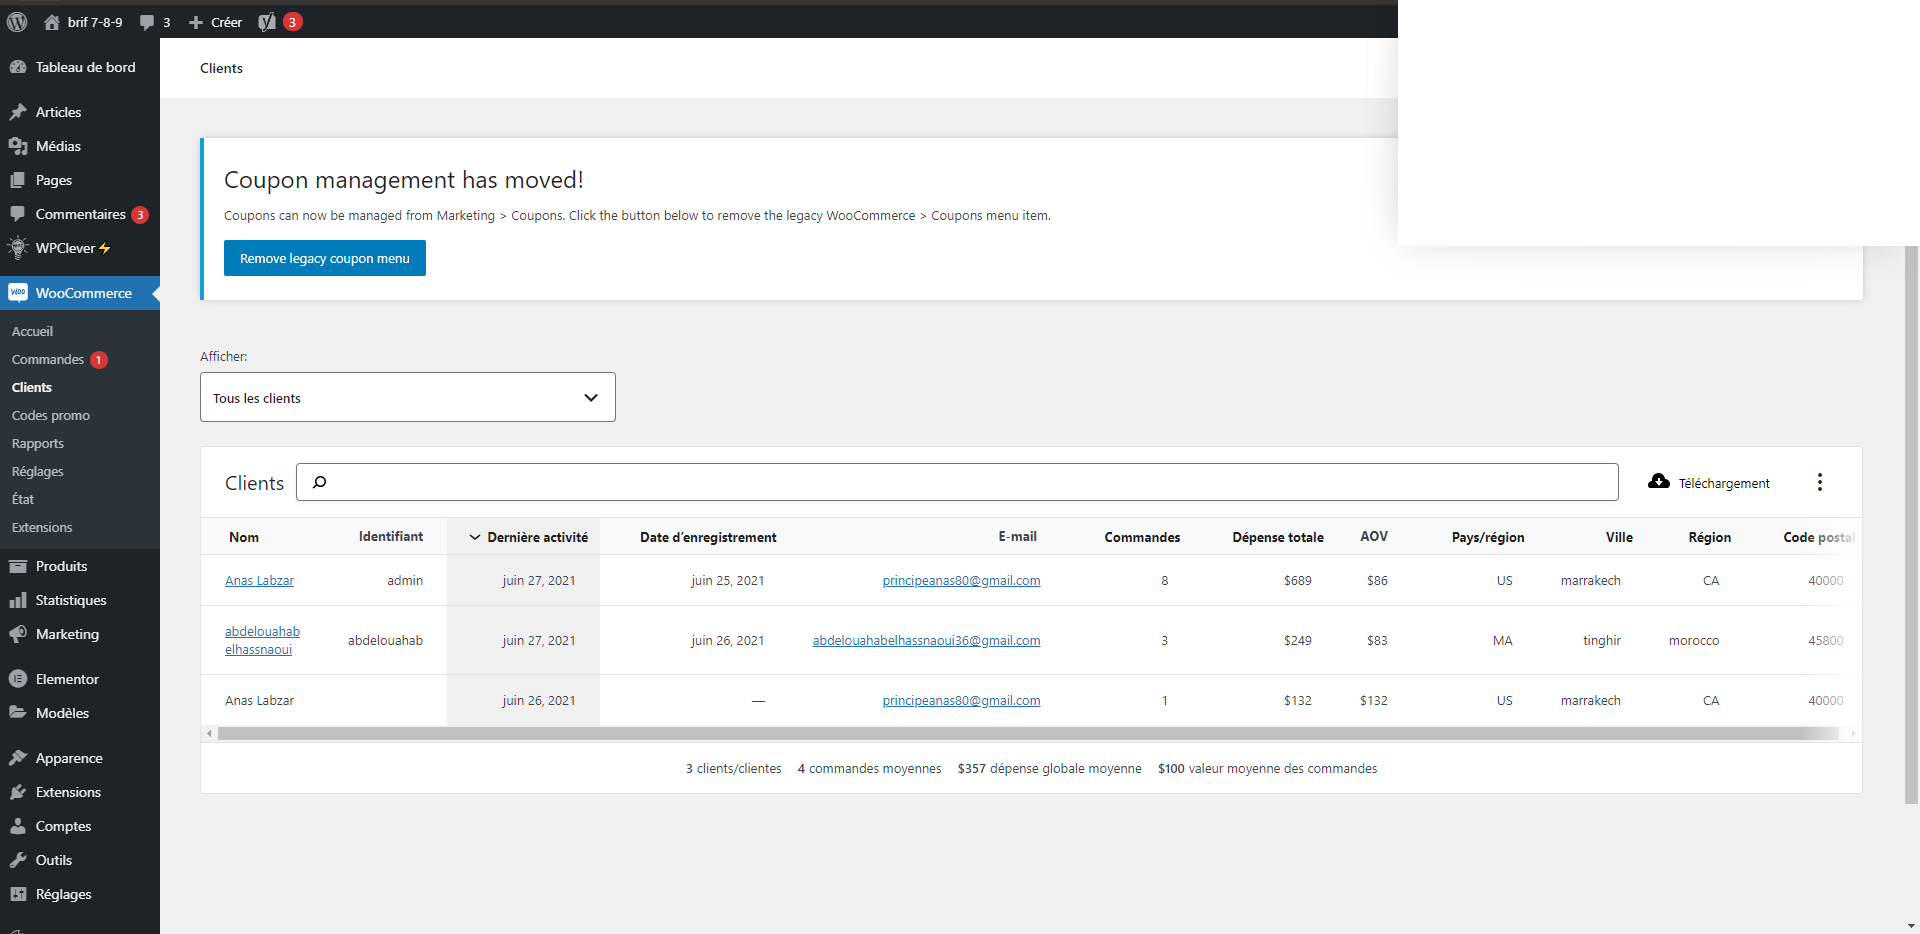 brif 7-8-9 3 Créer 3
Tableau de bord
Articles
Médias
Pages
Commentaires 3
WPClever
WooCommerce
Accueil
Commandes 1
Clients
Codes promo
Rapports
Réglages
État
Extensions
Produits
Statistiques
Marketing
Elementor
Modèles
Apparence
Extensions
Comptes
Outils
Réglages
Clients
Coupon management has moved!
Coupons can now be managed from Marketing > Coupons. Click the button below to remove the legacy WooCommerce > Coupons menu item.
Remove legacy coupon menu
Afficher:
Tous les clients
Clients Téléchargement
Nom Identifiant Dernière activité Date d’enregistrement E-mail Commandes Dépense totale AOV Pays/région Ville Région Code postal
Anas Labzar admin juin 27, 2021 juin 25, 2021 principeanas80@gmail.com 8 $689 $86 US marrakech CA 40000
abdelouahab
elhassnaoui abdelouahab juin 27, 2021 juin 26, 2021 abdelouahabelhassnaoui36@gmail.com 3 $249 $83 MA tinghir morocco 45800
Anas Labzar juin 26, 2021 — principeanas80@gmail.com 1 $132 $132 US marrakech CA 40000
3 clients/clientes 4 commandes moyennes $357 dépense globale moyenne $100 valeur moyenne des commandes